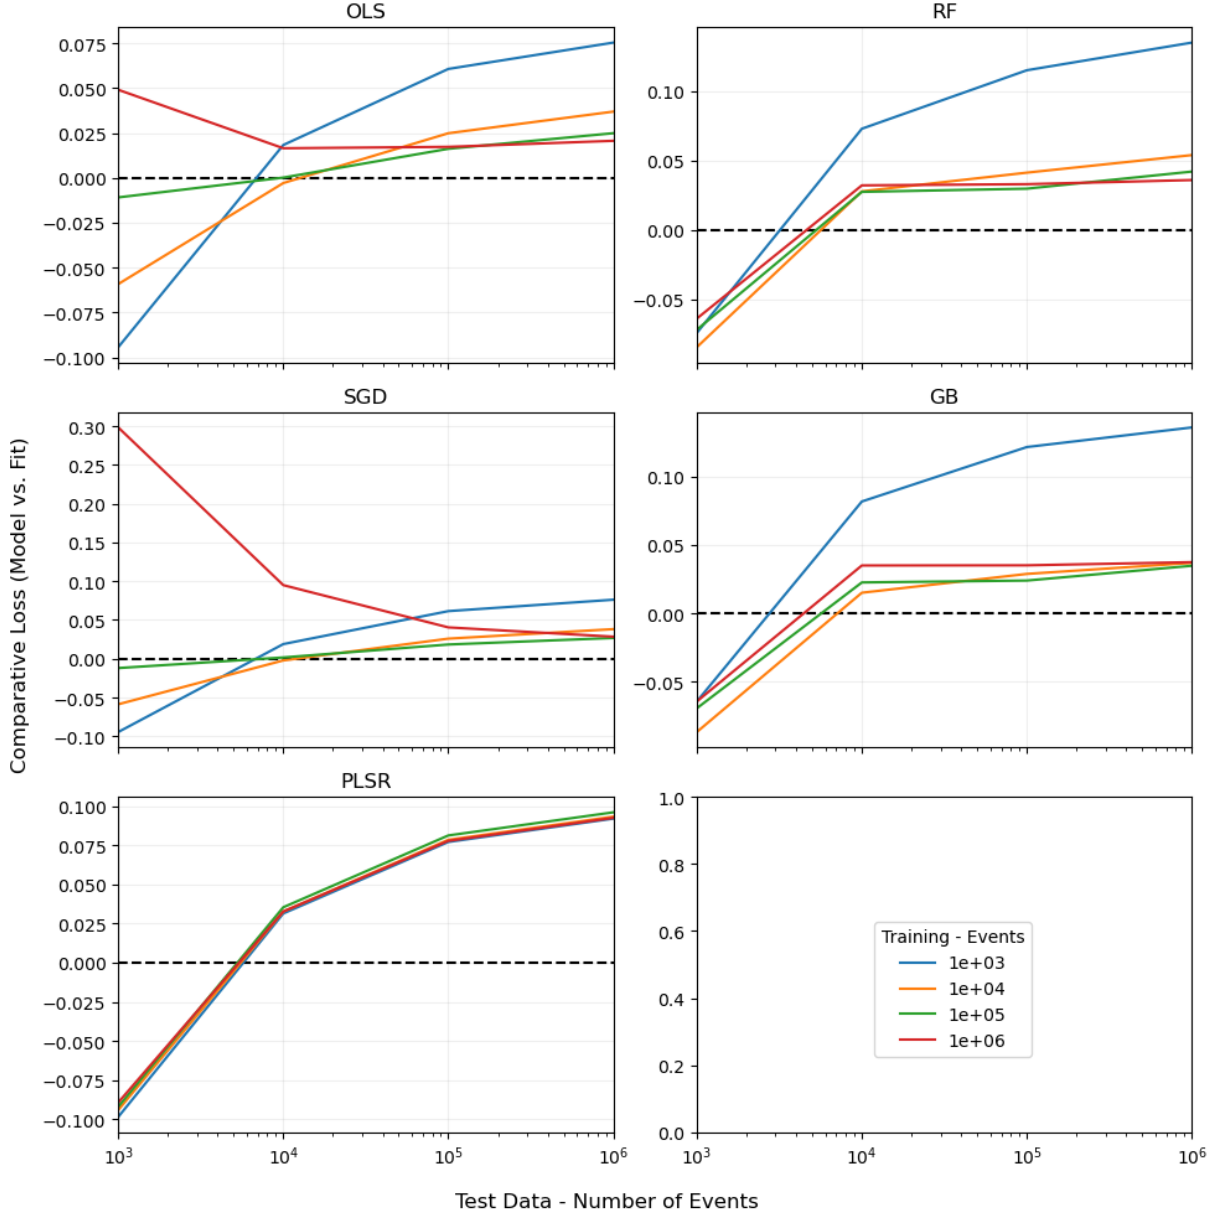 OLS
0.075
0.050
0.025
0.000
−0.025
−0.050
−0.075
−0.100
RF
0.10
0.05
0.00
−0.05
SGD
0.30
0.25
0.20
0.15
0.10
0.05
0.00
−0.05
−0.10
GB
0.10
0.05
0.00
−0.05
Comparative Loss (Model vs. Fit)
PLSR
0.100
0.075
0.050
0.025
0.000
−0.025
−0.050
−0.075
−0.100
10³ 10⁴ 10⁵ 10⁶
1.0
0.8
0.6
0.4
0.2
0.0
Training - Events
1e+03
1e+04
1e+05
1e+06
10³ 10⁴ 10⁵ 10⁶
Test Data - Number of Events